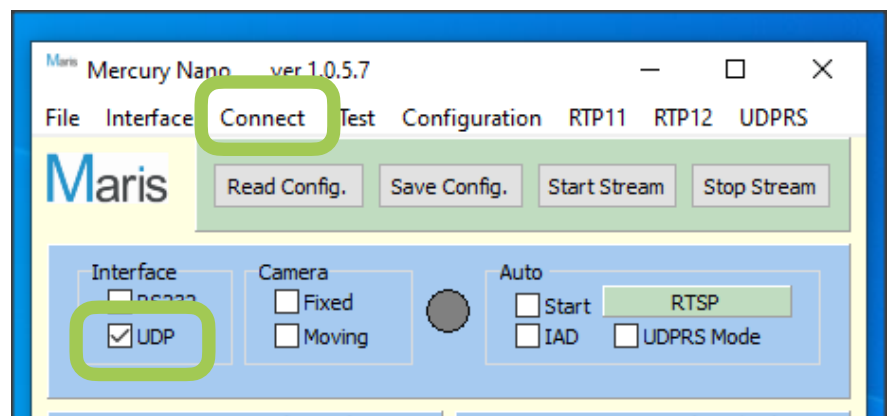 Maris Mercury Nano ver 1.0.5.7
File Interface Connect Test Configuration RTP11 RTP12 UDPRS
Maris Read Config. Save Config. Start Stream Stop Stream
Interface Camera Auto
RS232 Fixed Start RTSP
UDP Moving IAD UDPRS Mode